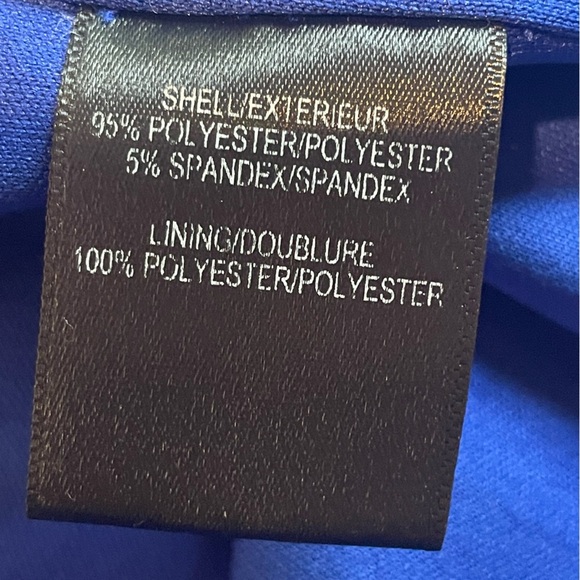 SHELL/EXTERIEUR
95% POLYESTER/POLYESTER
5% SPANDEX/SPANDEX
LINING/DOUBLURE
100% POLYESTER/POLYESTER